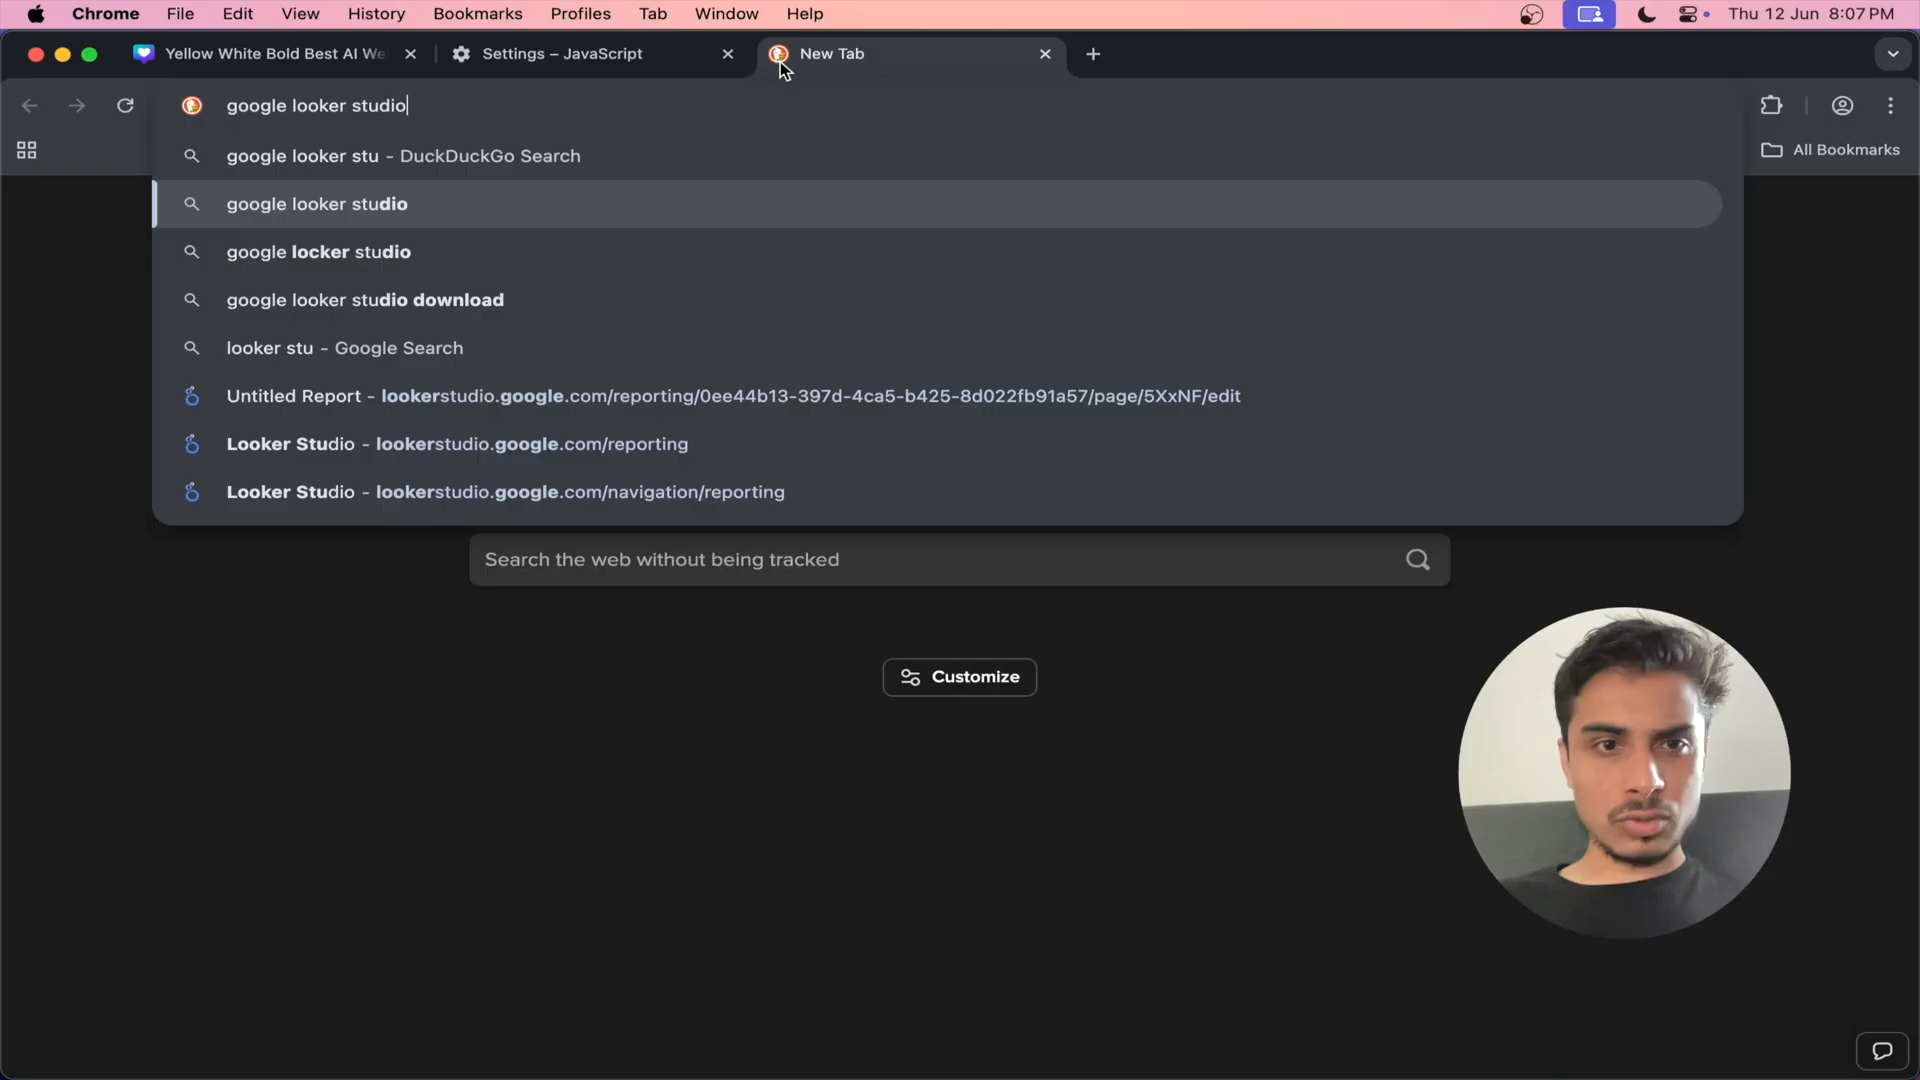 Chrome File Edit View History Bookmarks Profiles Tab Window Help Thu 12 Jun 8:07 PM
Yellow White Bold Best AI We Settings – JavaScript New Tab
google looker studio
google looker stu – DuckDuckGo Search
All Bookmarks
google looker studio
google locker studio
google looker studio download
looker stu – Google Search
Untitled Report – lookerstudio.google.com/reporting/0ee44b13-397d-4ca5-b425-8d022fb91a57/page/5XxNF/edit
Looker Studio – lookerstudio.google.com/reporting
Looker Studio – lookerstudio.google.com/navigation/reporting
Search the web without being tracked
Customize